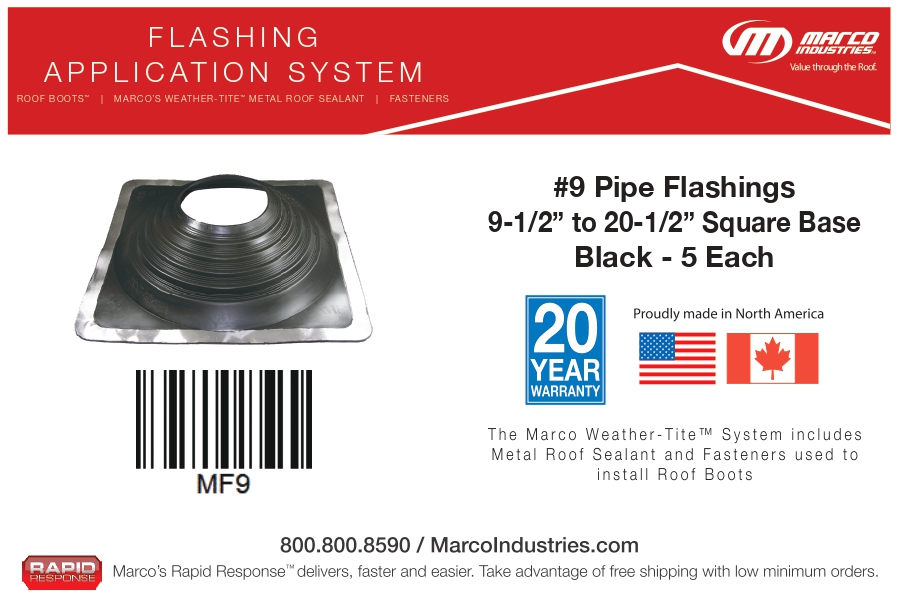 FLASHING
APPLICATION SYSTEM
ROOF BOOTS™ | MARCO'S WEATHER-TITE™ METAL ROOF SEALANT | FASTENERS
MARCO
INDUSTRIES™
Value through the Roof.
#9 Pipe Flashings
9-1/2” to 20-1/2” Square Base
Black - 5 Each
20
YEAR
WARRANTY
Proudly made in North America
The Marco Weather-Tite™ System includes
Metal Roof Sealant and Fasteners used to
install Roof Boots
MF9
800.800.8590 / MarcoIndustries.com
RAPID
RESPONSE
Marco's Rapid Response™ delivers, faster and easier. Take advantage of free shipping with low minimum orders.